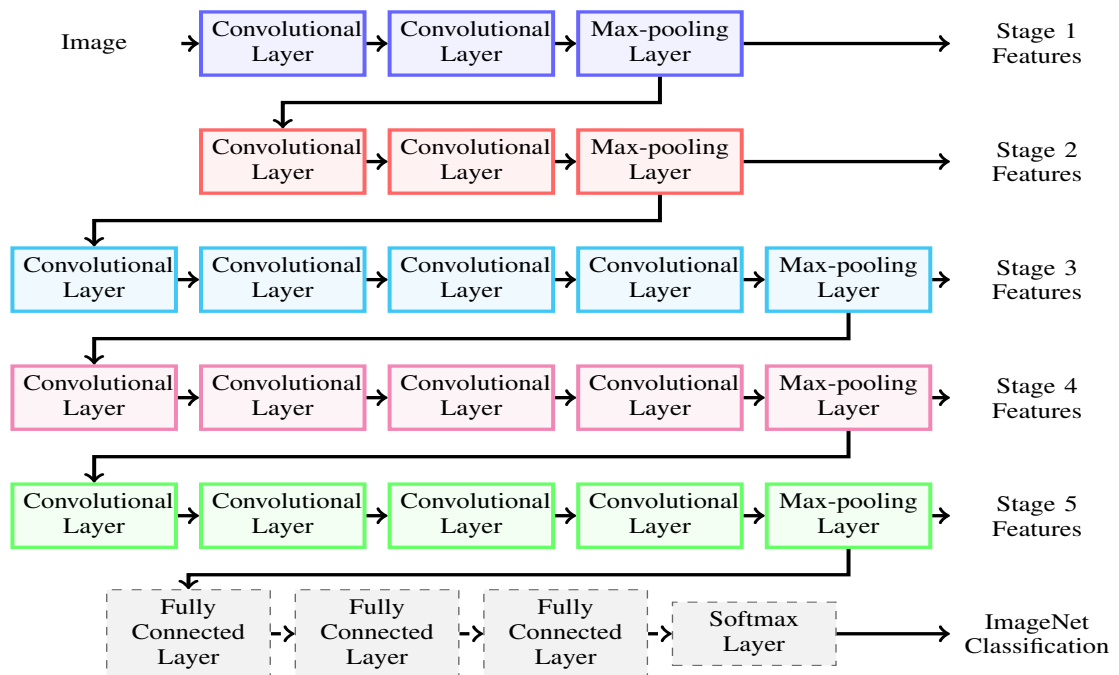 Image
Convolutional
Layer
Convolutional
Layer
Max-pooling
Layer
Stage 1
Features
Convolutional
Layer
Convolutional
Layer
Max-pooling
Layer
Stage 2
Features
Convolutional
Layer
Convolutional
Layer
Convolutional
Layer
Convolutional
Layer
Max-pooling
Layer
Stage 3
Features
Convolutional
Layer
Convolutional
Layer
Convolutional
Layer
Convolutional
Layer
Max-pooling
Layer
Stage 4
Features
Convolutional
Layer
Convolutional
Layer
Convolutional
Layer
Convolutional
Layer
Max-pooling
Layer
Stage 5
Features
Fully
Connected
Layer
Fully
Connected
Layer
Fully
Connected
Layer
Softmax
Layer
ImageNet
Classification